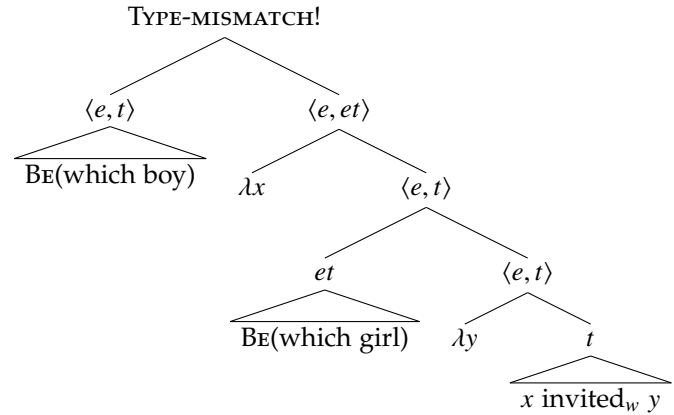 TYPE-MISMATCH!
⟨e, t⟩ ⟨e, et⟩
BE(which boy) λx ⟨e, t⟩
et ⟨e, t⟩
BE(which girl) λy t
x invited_w y